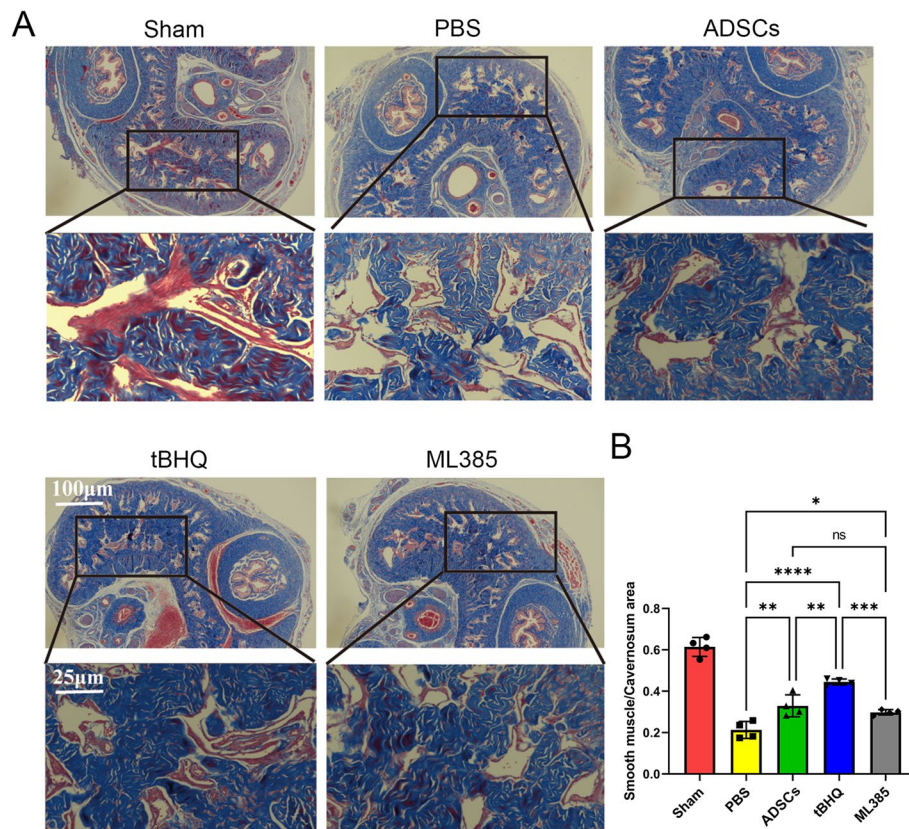 A
Sham
PBS
ADSCs
tBHQ
ML385
100μm
25μm
B
*
ns
****
** ** ***
Smooth muscle/Cavernosum area
0.8
0.6
0.4
0.2
0.0
Sham
PBS
ADSCs
tBHQ
ML385